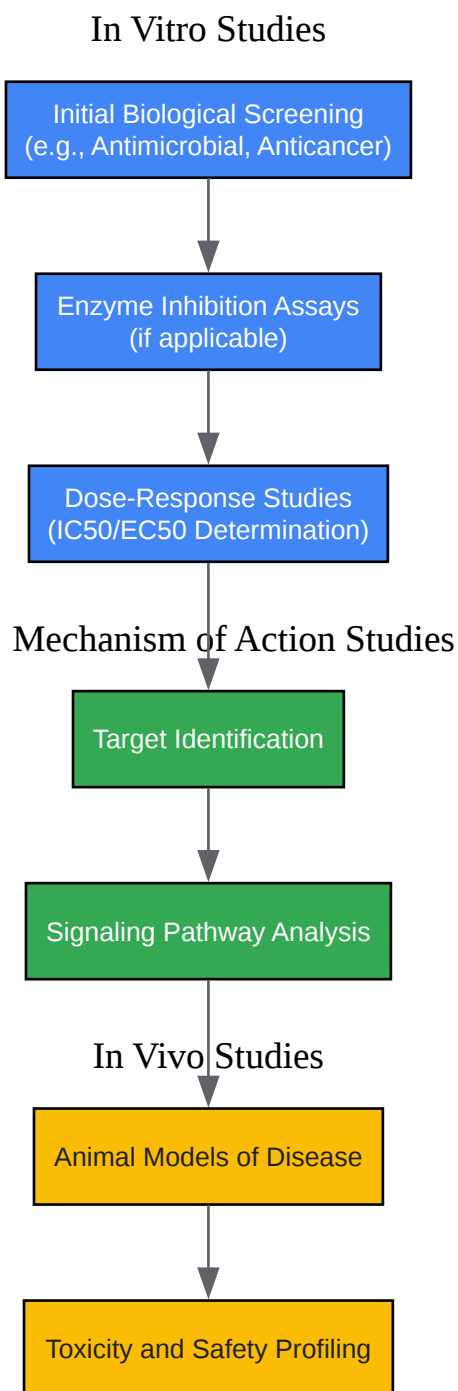 In Vitro Studies
Initial Biological Screening
(e.g., Antimicrobial, Anticancer)
Enzyme Inhibition Assays
(if applicable)
Dose-Response Studies
(IC50/EC50 Determination)
Mechanism of Action Studies
Target Identification
Signaling Pathway Analysis
In Vivo Studies
Animal Models of Disease
Toxicity and Safety Profiling